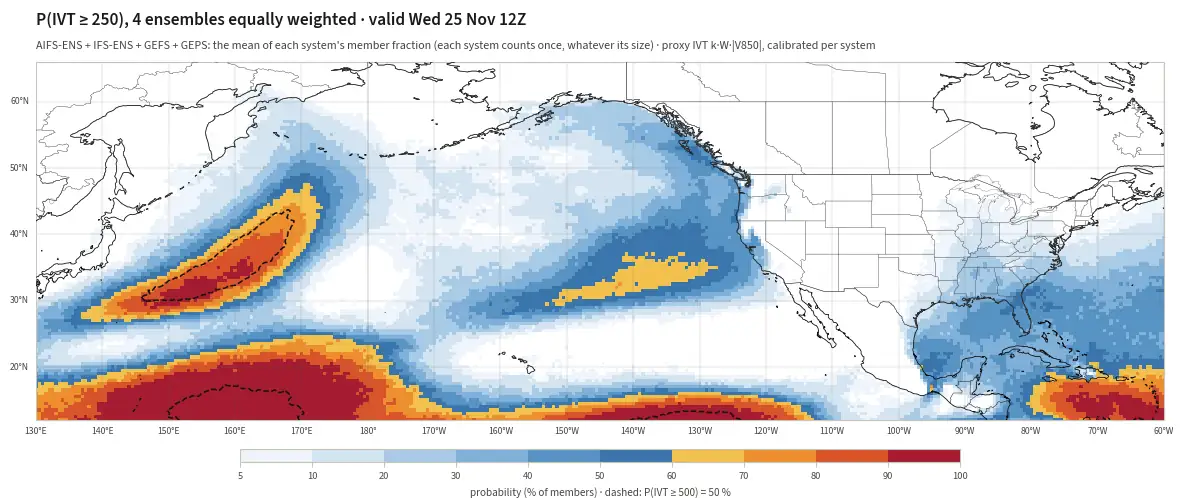 P(IVT ≥ 250), 4 ensembles equally weighted · valid Wed 25 Nov 12Z
AIFS-ENS + IFS-ENS + GEFS + GEPS: the mean of each system's member fraction (each system counts once, whatever its size) · proxy IVT k·W·|V850|, calibrated per system
60°N
50°N
40°N
30°N
20°N
130°E 140°E 150°E 160°E 170°E 180° 170°W 160°W 150°W 140°W 130°W 120°W 110°W 100°W 90°W 80°W 70°W 60°W
5 10 20 30 40 50 60 70 80 90 100
probability (% of members) · dashed: P(IVT ≥ 500) = 50 %